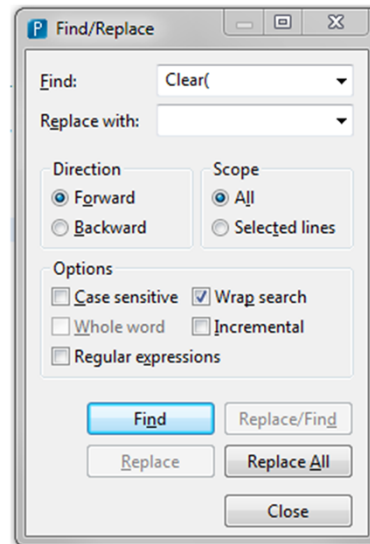 P Find/Replace
Find: Clear(
Replace with:
Direction Scope
Forward All
Backward Selected lines
Options
Case sensitive Wrap search
Whole word Incremental
Regular expressions
Find Replace/Find
Replace Replace All
Close